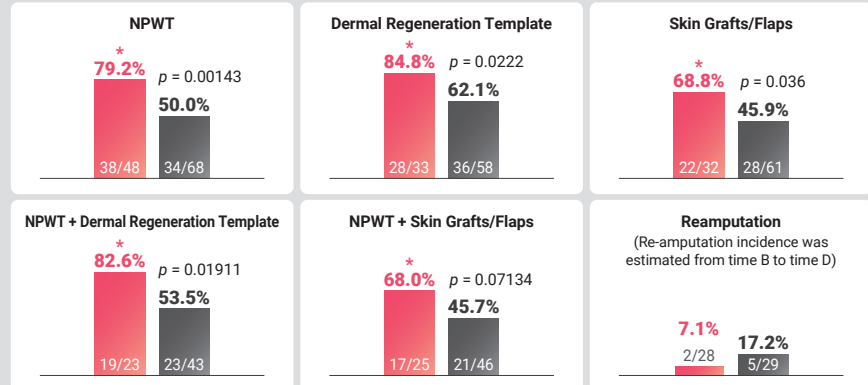 NPWT
*
79.2%
p = 0.00143
50.0%
38/48
34/68
Dermal Regeneration Template
*
84.8%
p = 0.0222
62.1%
28/33
36/58
Skin Grafts/Flaps
*
68.8%
p = 0.036
45.9%
22/32
28/61
NPWT + Dermal Regeneration Template
*
82.6%
p = 0.01911
53.5%
19/23
23/43
NPWT + Skin Grafts/Flaps
*
68.0%
p = 0.07134
45.7%
17/25
21/46
Reamputation
(Re-amputation incidence was
estimated from time B to time D)
7.1%
17.2%
2/28
5/29